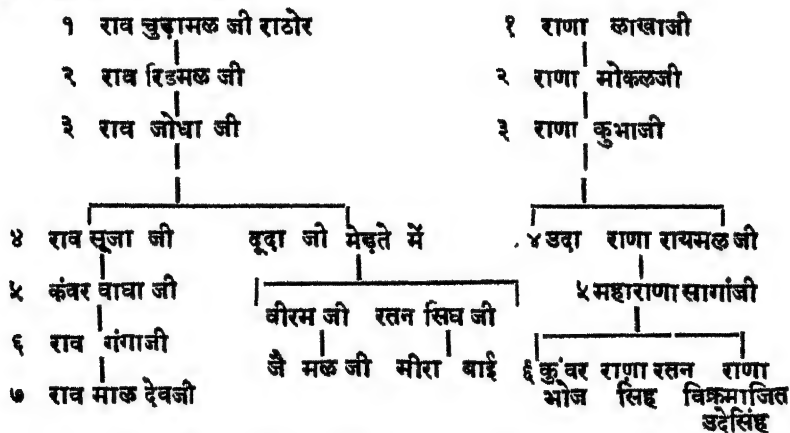 १ राव चुड़ामल जी राठोर १ राणा लाखाजी
२ राव रिडमल जी २ राणा मोकलजी
३ राव जोधा जी ३ राणा कुभाजी
४ राव सूजा जी दूदा जो मेड़ते में ४ उदा राणा रायमल जी
५ कंवर वाघा जी वीरम जी रतन सिघ जी ५ महाराणा सागांजी
६ राव गंगाजी जै मल जी मीरा बाई ६ कुंवर राणा रतन राणा
७ राव माल देवजी भोज सिह विक्रमाजित
उदेसिंह